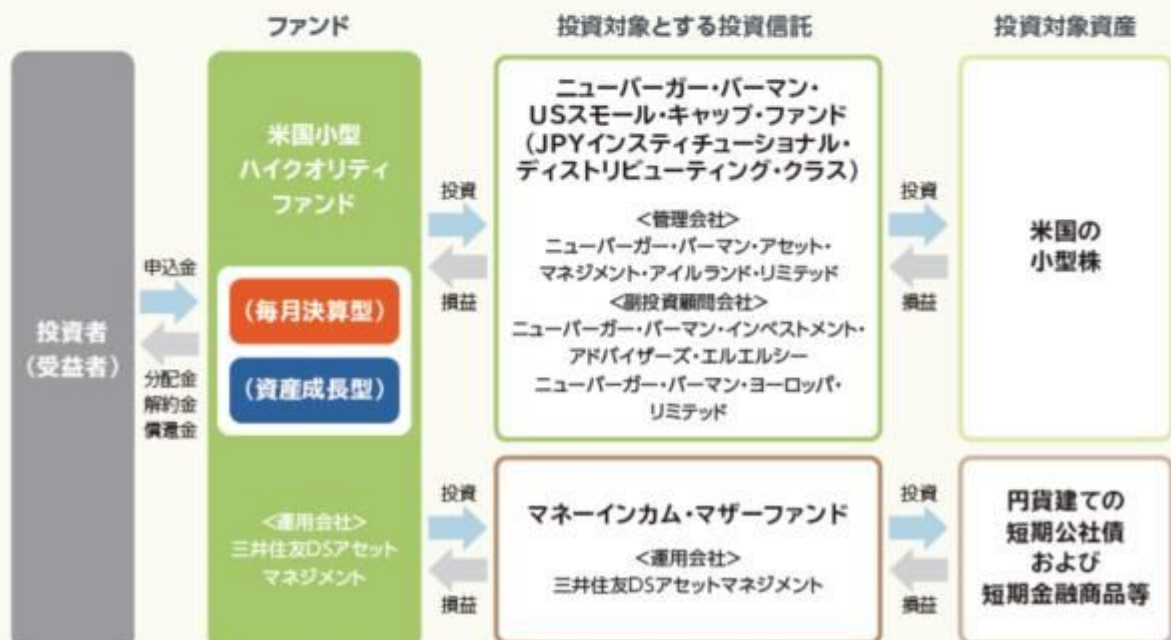 ファンド
投資対象とする投資信託
投資対象資産
投資者
(受益者)
申込金
分配金
解約金
償還金
米国小型
ハイクオリティ
ファンド
(毎月決算型)
(資産成長型)
<運用会社>
三井住友DSアセット
マネジメント
投資
損益
ニューバーガー・バーマン・
USスモール・キャップ・ファンド
(JPYインスティチューショナル・
ディストリビューティング・クラス)
<管理会社>
ニューバーガー・バーマン・アセット・
マネジメント・アイルランド・リミテッド
<副投資顧問会社>
ニューバーガー・バーマン・インベストメント・
アドバイザーズ・エルエルシー
ニューバーガー・バーマン・ヨーロッパ・
リミテッド
投資
損益
米国の
小型株
投資
損益
マネーインカム・マザーファンド
<運用会社>
三井住友DSアセットマネジメント
投資
損益
円貨建ての
短期公社債
および
短期金融商品等